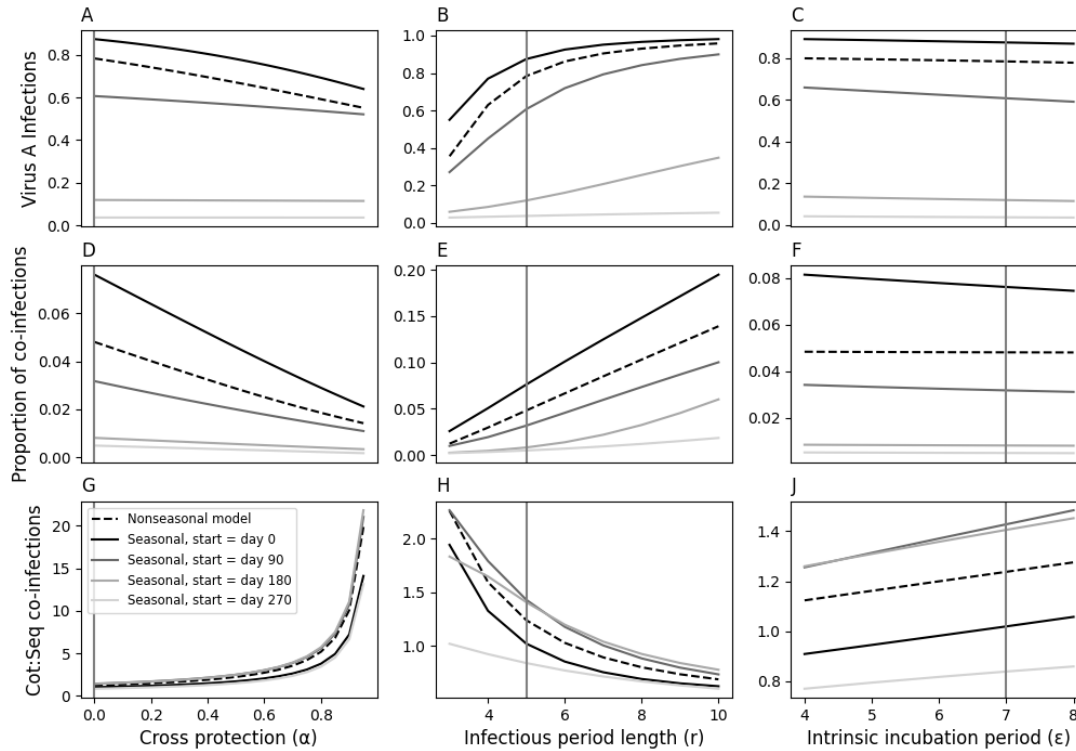 A
B
C
Virus A Infections
0.8
0.6
0.4
0.2
0.0
1.0
0.8
0.6
0.4
0.2
0.0
0.8
0.6
0.4
0.2
0.0
D
E
F
Proportion of co-infections
0.06
0.04
0.02
0.00
0.20
0.15
0.10
0.05
0.00
0.08
0.06
0.04
0.02
G
H
J
Cot:Seq co-infections
20
15
10
5
0
Nonseasonal model
Seasonal, start = day 0
Seasonal, start = day 90
Seasonal, start = day 180
Seasonal, start = day 270
2.0
1.5
1.0
1.4
1.2
1.0
0.8
0.0 0.2 0.4 0.6 0.8
4 6 8 10
4 5 6 7 8
Cross protection (α)
Infectious period length (r)
Intrinsic incubation period (ε)